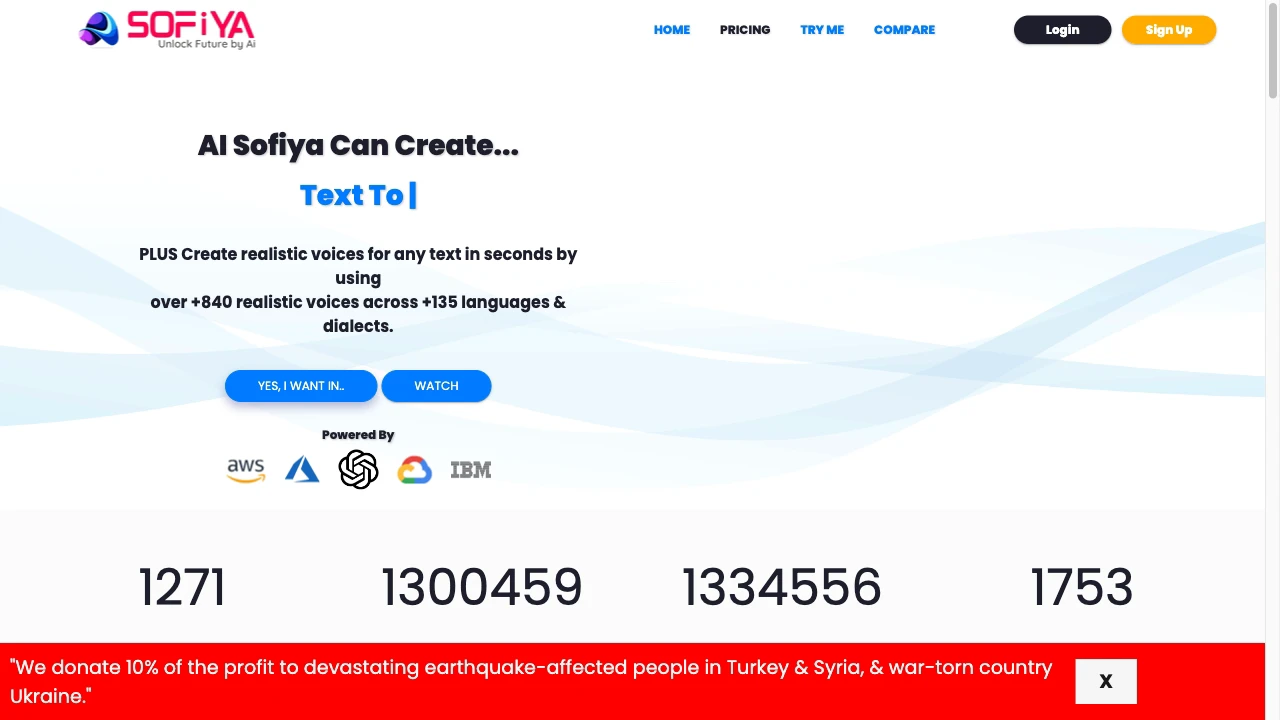 SOFiYA
Unlock Future by Ai
HOME
PRICING
TRY ME
COMPARE
Login
Sign Up
AI Sofiya Can Create...
Text To |
PLUS Create realistic voices for any text in seconds by
using
over +840 realistic voices across +135 languages &
dialects.
YES, I WANT IN..
WATCH
Powered By
aws
IBM
1271
1300459
1334556
1753
"We donate 10% of the profit to devastating earthquake-affected people in Turkey & Syria, & war-torn country
Ukraine."
X